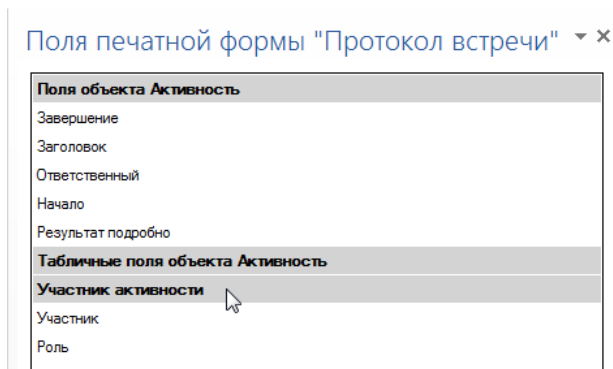 Поля печатной формы "Протокол встречи"
Поля объекта Активность
Завершение
Заголовок
Ответственный
Начало
Результат подробно
Табличные поля объекта Активность
Участник активности
Участник
Роль